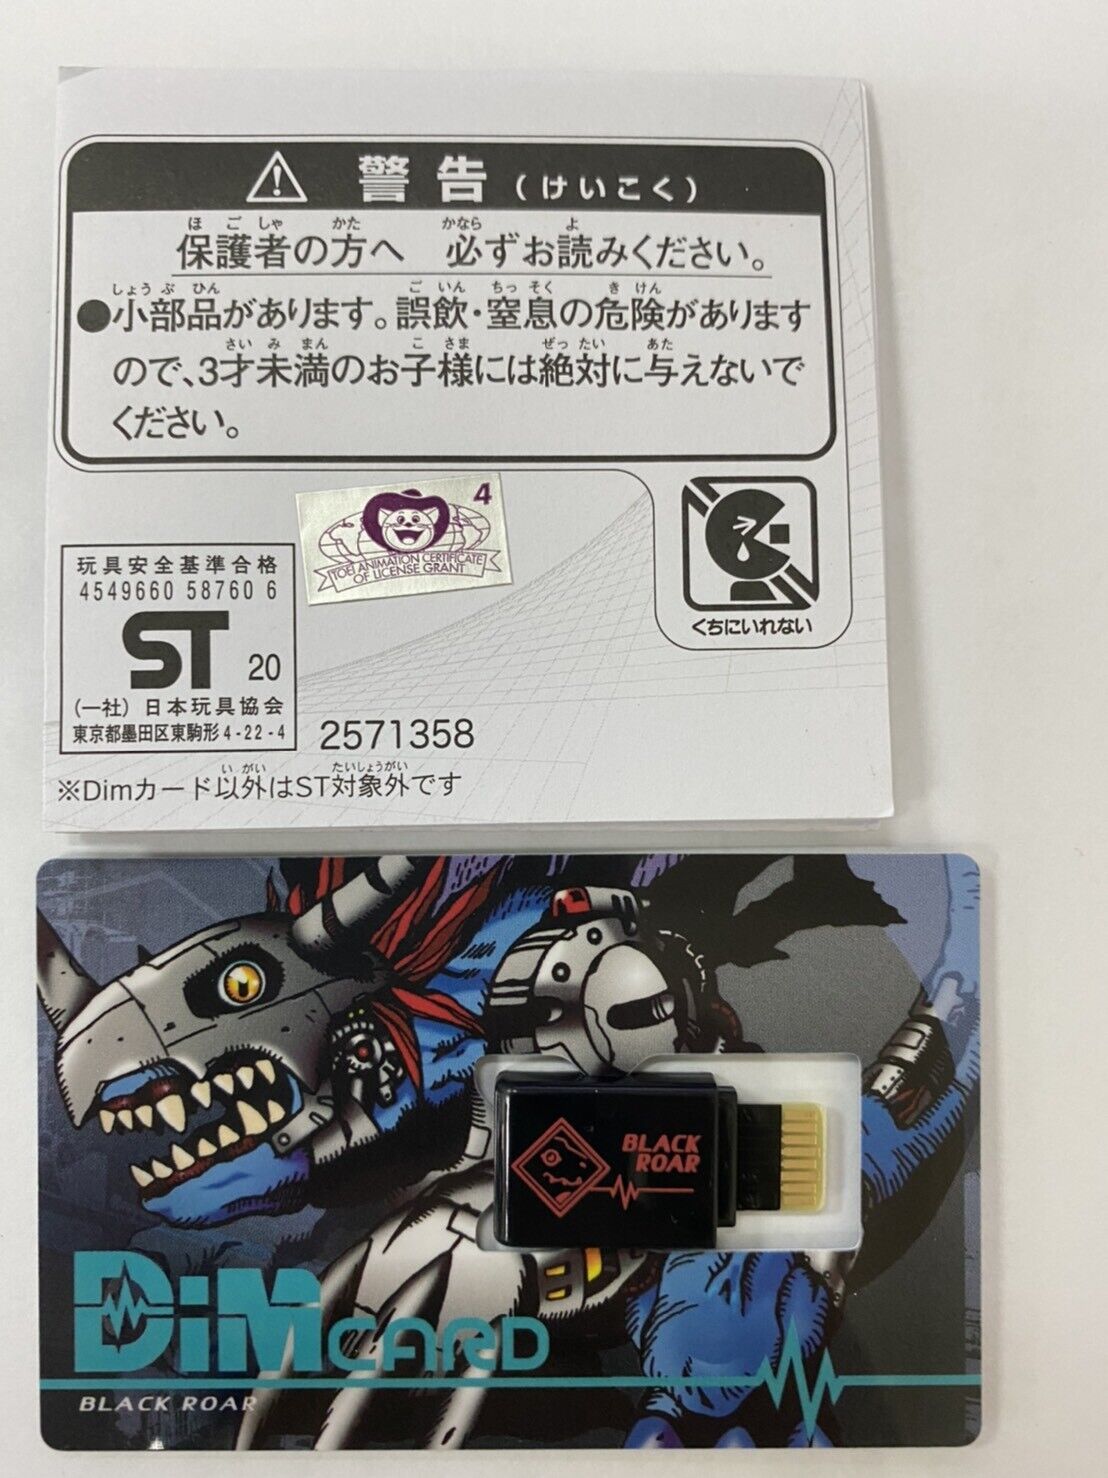 警告 (けいこく)
ほごしゃ かた かなら よ
保護者の方へ 必ずお読みください。
しょうぶひん ごいん ちっそく きけん
●小部品があります。誤飲・窒息の危険があります
さいみまん こさま ぜったい あた
ので、3才未満のお子様には絶対に与えないで
ください。
4
TOEI ANIMATION CERTIFICATE
OF LICENSE GRANT
くちにいれない
玩具安全基準合格
4549660 58760 6
ST 20
(一社) 日本玩具協会
東京都墨田区東駒形4-22-4
2571358
いがい たいしょうがい
※Dimカード以外はST対象外です
BLACK
ROAR
DiM CARD
BLACK ROAR